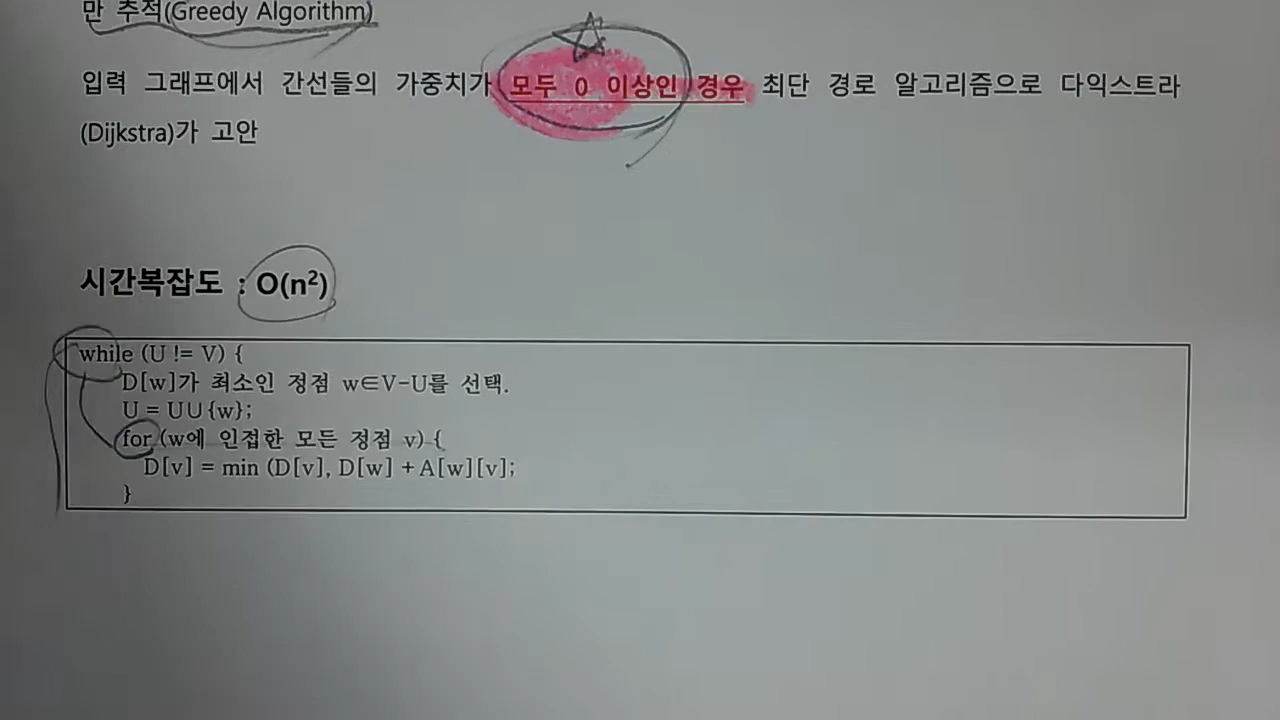 만 추적(Greedy Algorithm)
입력 그래프에서 간선들의 가중치가 모두 0 이상인 경우 최단 경로 알고리즘으로 다익스트라
(Dijkstra)가 고안
시간복잡도 : O(n²)
while (U != V) {
D[w]가 최소인 정점 w∈V-U를 선택.
U = U∪{w};
for (w에 인접한 모든 정점 v) {
D[v] = min (D[v], D[w] + A[w][v];
}